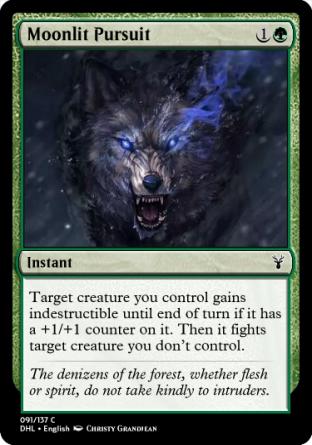 Moonlit Pursuit 1
Instant
Target creature you control gains
indestructible until end of turn if it has
a +1/+1 counter on it. Then it fights
target creature you don't control.
The denizens of the forest, whether flesh
or spirit, do not take kindly to intruders.
091/137 C
DHL • English Christy Grandjean